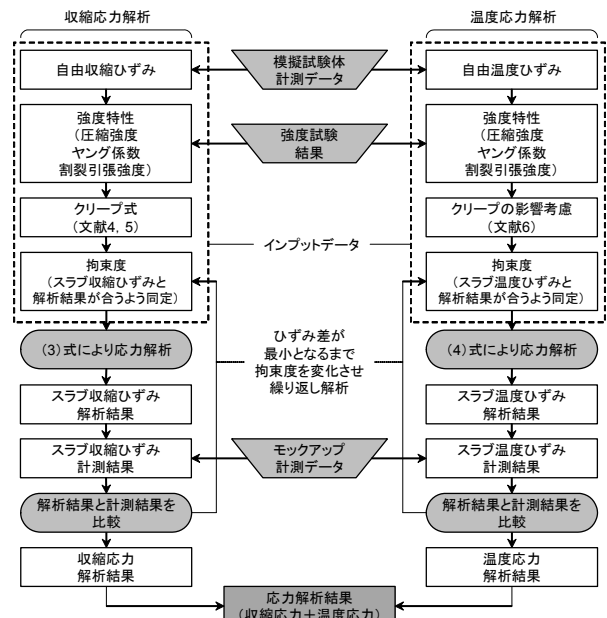 収縮応力解析
自由収縮ひずみ
強度特性
(圧縮強度
ヤング係数
割裂引張強度)
クリープ式
(文献4, 5)
拘束度
(スラブ収縮ひずみと
解析結果が合うよう同定)
(3)式により応力解析
スラブ収縮ひずみ
解析結果
スラブ収縮ひずみ
計測結果
解析結果と計測結果を
比較
収縮応力
解析結果
模擬試験体
計測データ
強度試験
結果
インプットデータ
ひずみ差が
最小となるまで
拘束度を変化させ
繰り返し解析
モックアップ
計測データ
温度応力解析
自由温度ひずみ
強度特性
(圧縮強度
ヤング係数
割裂引張強度)
クリープの影響考慮
(文献6)
拘束度
(スラブ温度ひずみと
解析結果が合うよう同定)
(4)式により応力解析
スラブ温度ひずみ
解析結果
スラブ温度ひずみ
計測結果
解析結果と計測結果を
比較
温度応力
解析結果
応力解析結果
(収縮応力+温度応力)